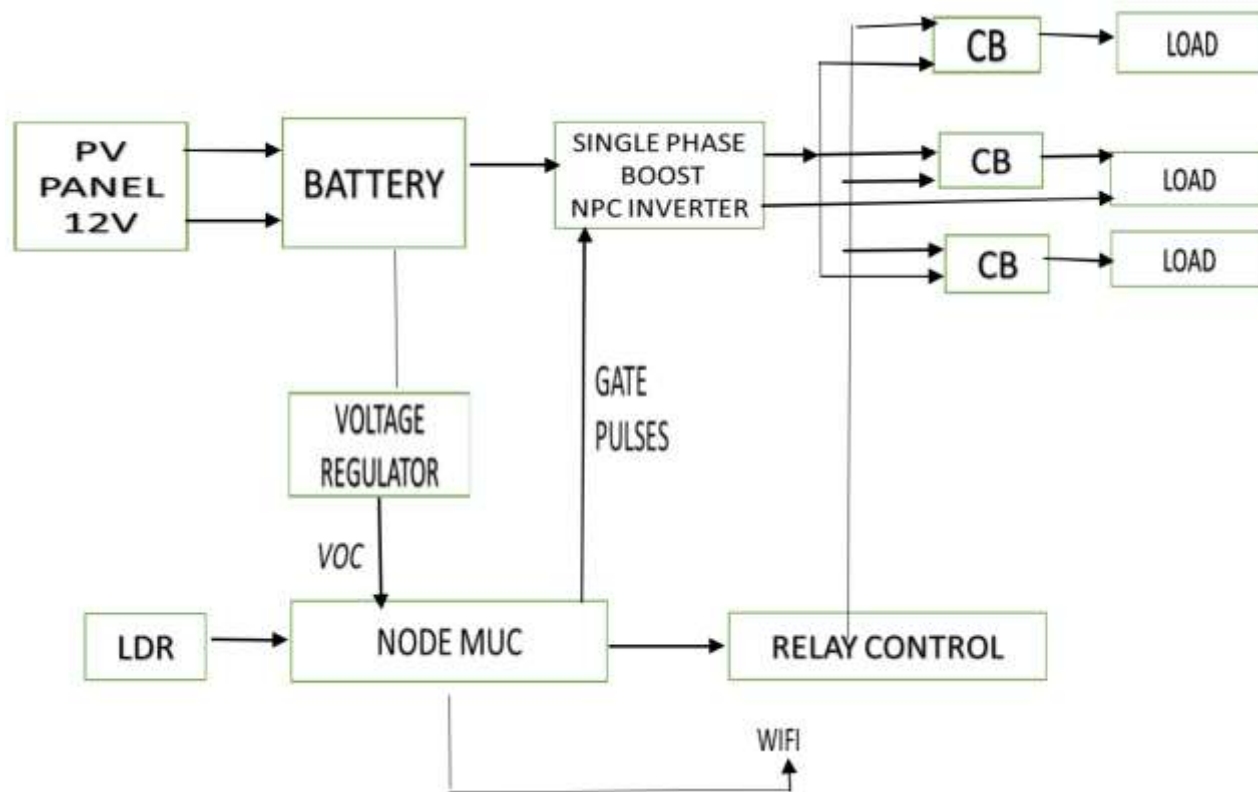 CB
LOAD
PV
PANEL
12V
BATTERY
SINGLE PHASE
BOOST
NPC INVERTER
CB
LOAD
CB
LOAD
VOLTAGE
REGULATOR
GATE
PULSES
VOC
LDR
NODE MUC
RELAY CONTROL
WIFI